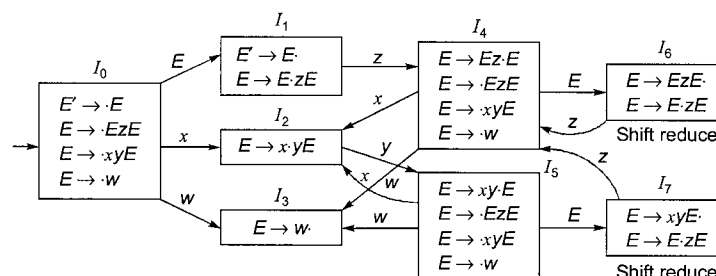 I₀
E' → ·E
E → ·EzE
E → ·xyE
E → ·w
E
x
w
I₁
E' → E·
E → E·zE
z
I₂
E → x·yE
y
x
w
I₃
E → w·
w
I₄
E → Ez·E
E → ·EzE
E → ·xyE
E → ·w
x
E
z
I₅
E → xy·E
E → ·EzE
E → ·xyE
E → ·w
E
z
I₆
E → EzE·
E → E·zE
Shift reduce
I₇
E → xyE·
E → E·zE
Shift reduce